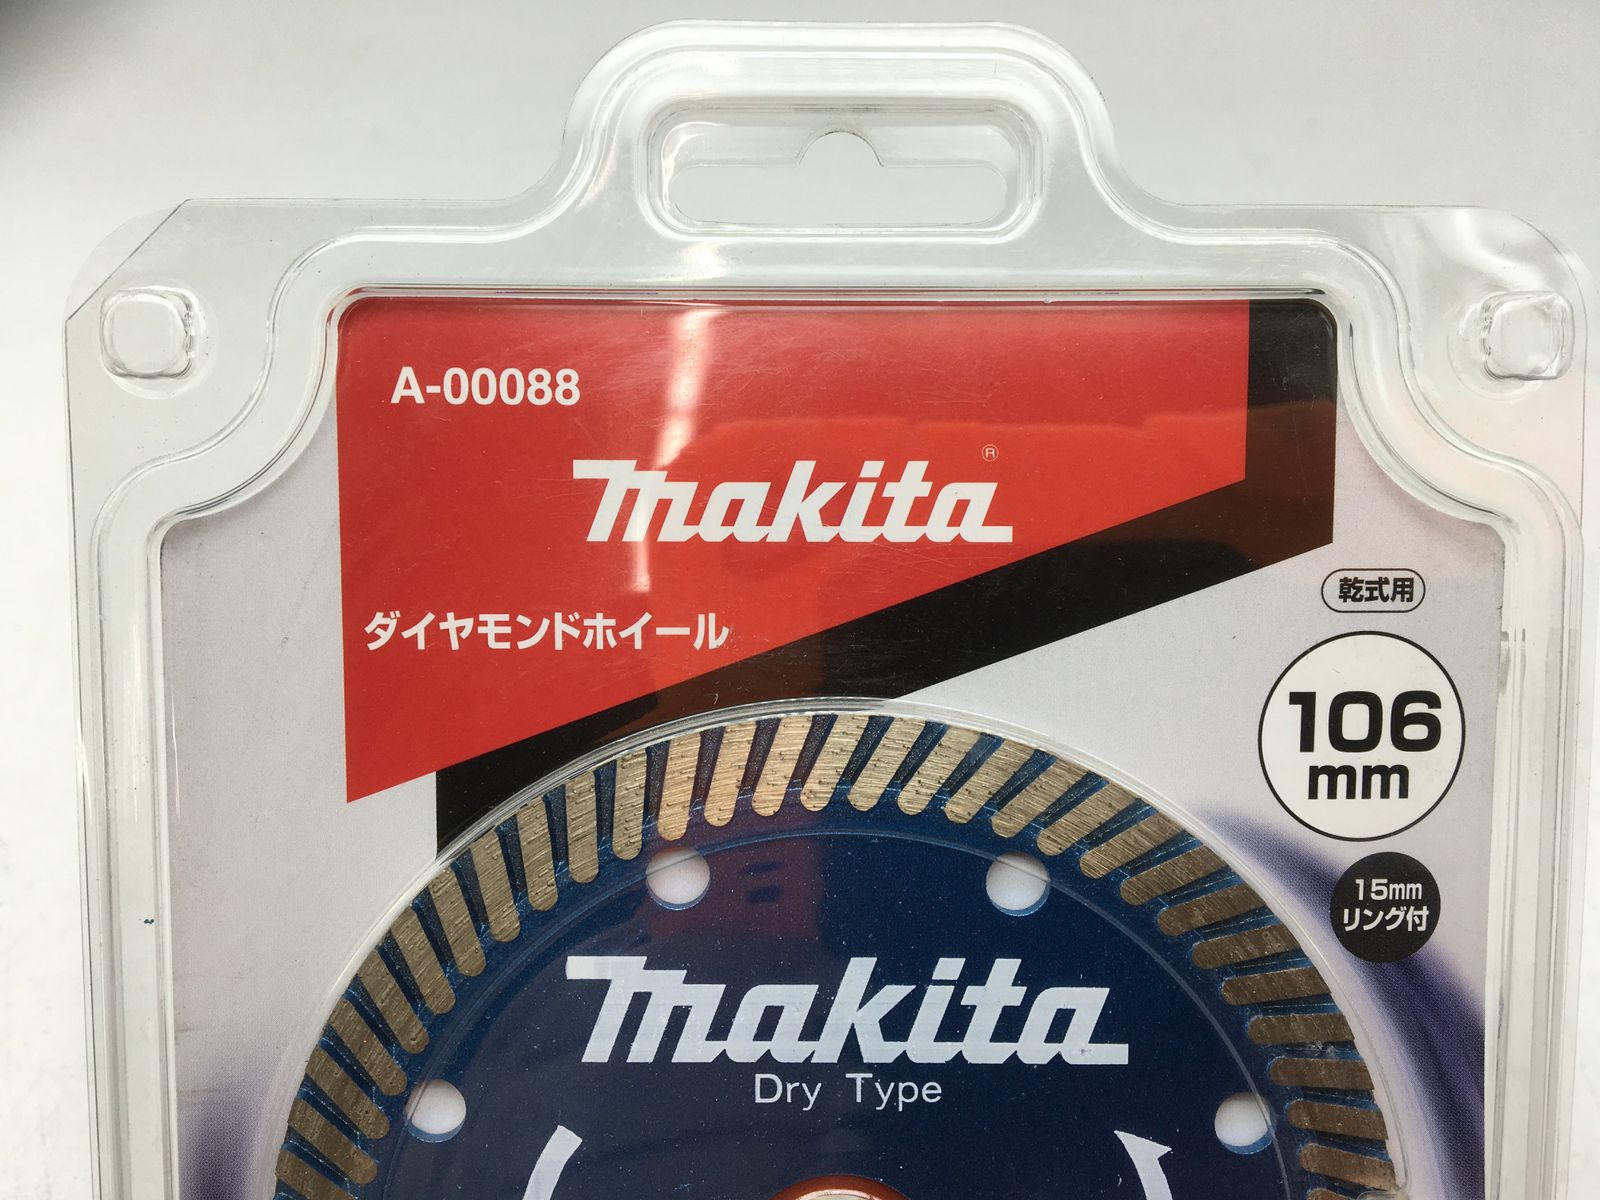 A-00088
makita®
ダイヤモンドホイール
乾式用
106
mm
15mm
リング付
makita
Dry Type